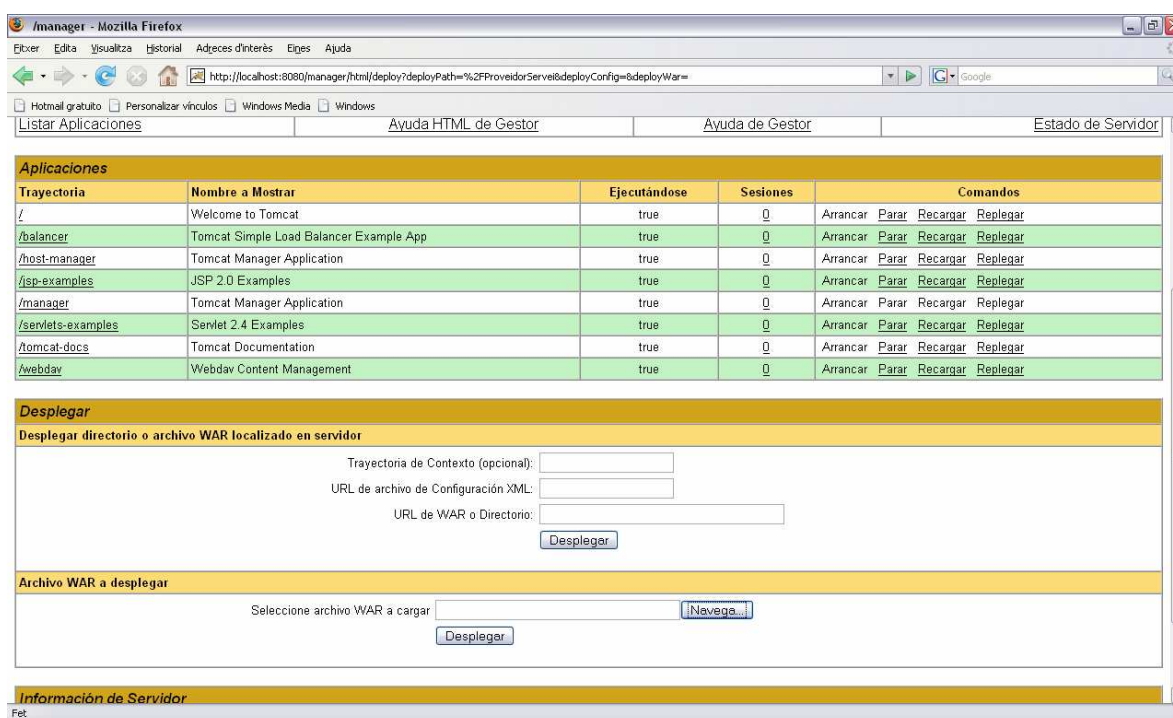 /manager - Mozilla Firefox
Fitxer Edita Visualitza Historial Adreces d'interès Eines Ajuda
http://localhost:8080/manager/html/deploy?deployPath=%2FProveidorServei&deployConfig=&deployWar=
G Google
Hotmail gratuito Personalizar vínculos Windows Media Windows
Listar Aplicaciones Ayuda HTML de Gestor Ayuda de Gestor Estado de Servidor
Aplicaciones
Trayectoria Nombre a Mostrar Ejecutándose Sesiones Comandos
/ Welcome to Tomcat true 0 Arrancar Parar Recargar Replegar
/balancer Tomcat Simple Load Balancer Example App true 0 Arrancar Parar Recargar Replegar
/host-manager Tomcat Manager Application true 0 Arrancar Parar Recargar Replegar
/jsp-examples JSP 2.0 Examples true 0 Arrancar Parar Recargar Replegar
/manager Tomcat Manager Application true 0 Arrancar Parar Recargar Replegar
/servlets-examples Servlet 2.4 Examples true 0 Arrancar Parar Recargar Replegar
/tomcat-docs Tomcat Documentation true 0 Arrancar Parar Recargar Replegar
/webdav Webdav Content Management true 0 Arrancar Parar Recargar Replegar
Desplegar
Desplegar directorio o archivo WAR localizado en servidor
Trayectoria de Contexto (opcional):
URL de archivo de Configuración XML:
URL de WAR o Directorio:
Desplegar
Archivo WAR a desplegar
Seleccione archivo WAR a cargar Navega...
Desplegar
Información de Servidor
Fet